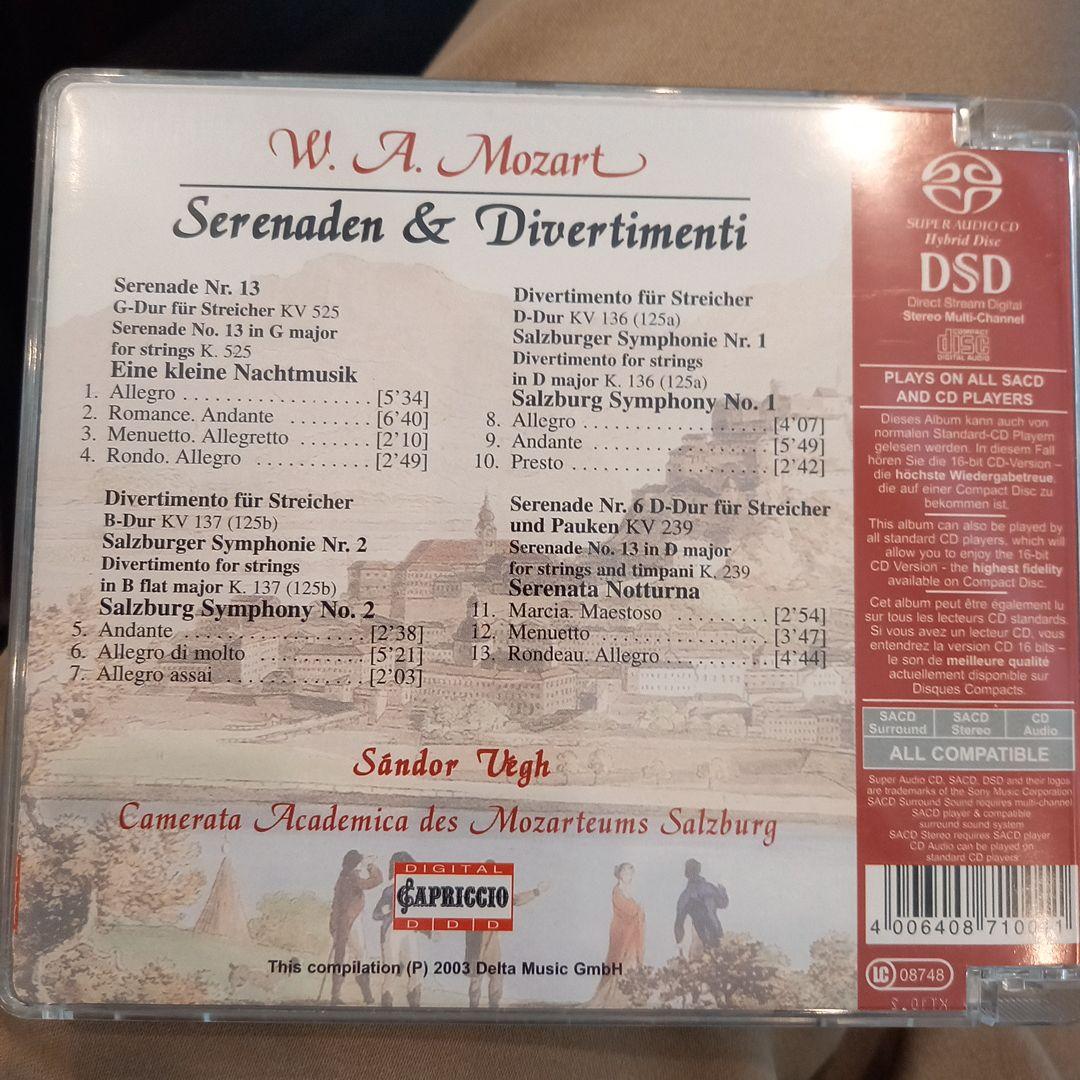 W. A. Mozart
Serenaden & Divertimenti
Serenade Nr. 13
G-Dur für Streicher KV 525
Serenade No. 13 in G major
for strings K. 525
Eine kleine Nachtmusik
1. Allegro [5'34]
2. Romance. Andante [6'40]
3. Menuetto. Allegretto [2'10]
4. Rondo. Allegro [2'49]
Divertimento für Streicher
B-Dur KV 137 (125b)
Salzburger Symphonie Nr. 2
Divertimento for strings
in B flat major K. 137 (125b)
Salzburg Symphony No. 2
5. Andante [2'38]
6. Allegro di molto [5'21]
7. Allegro assai [2'03]
Divertimento für Streicher
D-Dur KV 136 (125a)
Salzburger Symphonie Nr. 1
Divertimento for strings
in D major K. 136 (125a)
Salzburg Symphony No. 1
8. Allegro [4'07]
9. Andante [5'49]
10. Presto [2'42]
Serenade Nr. 6 D-Dur für Streicher
und Pauken KV 239
Serenade No. 13 in D major
for strings and timpani K. 239
Serenata Notturna
11. Marcia. Maestoso [2'54]
12. Menuetto [3'47]
13. Rondeau. Allegro [4'44]
Sándor Végh
Camerata Academica des Mozarteums Salzburg
DIGITAL
CAPRICCIO
D D D
This compilation (P) 2003 Delta Music GmbH
SUPER AUDIO CD
Hybrid Disc
DSD
Direct Stream Digital
Stereo Multi-Channel
COMPACT
disc
DIGITAL AUDIO
PLAYS ON ALL SACD
AND CD PLAYERS
Dieses Album kann auch von
normalen Standard-CD Playern
gelesen werden. In diesem Fall
hören Sie die 16-bit CD-Version –
die höchste Wiedergabetreue,
die auf einer Compact Disc zu
bekommen ist.
This album can also be played by
all standard CD players, which will
allow you to enjoy the 16-bit
CD Version - the highest fidelity
available on Compact Disc.
Cet album peut être également lu
sur tous les lecteurs CD standards.
Si vous avez un lecteur CD, vous
entendrez la version CD 16 bits –
le son de meilleure qualité
actuellement disponible sur
Disques Compacts.
SACD Surround SACD Stereo CD Audio
ALL COMPATIBLE
Super Audio CD, SACD, DSD and their logos
are trademarks of the Sony Music Corporation
SACD Surround Sound requires multi-channel
SACD player & compatible
surround sound system
SACD Stereo requires SACD player
CD Audio can be played on
standard CD players
LC 08748